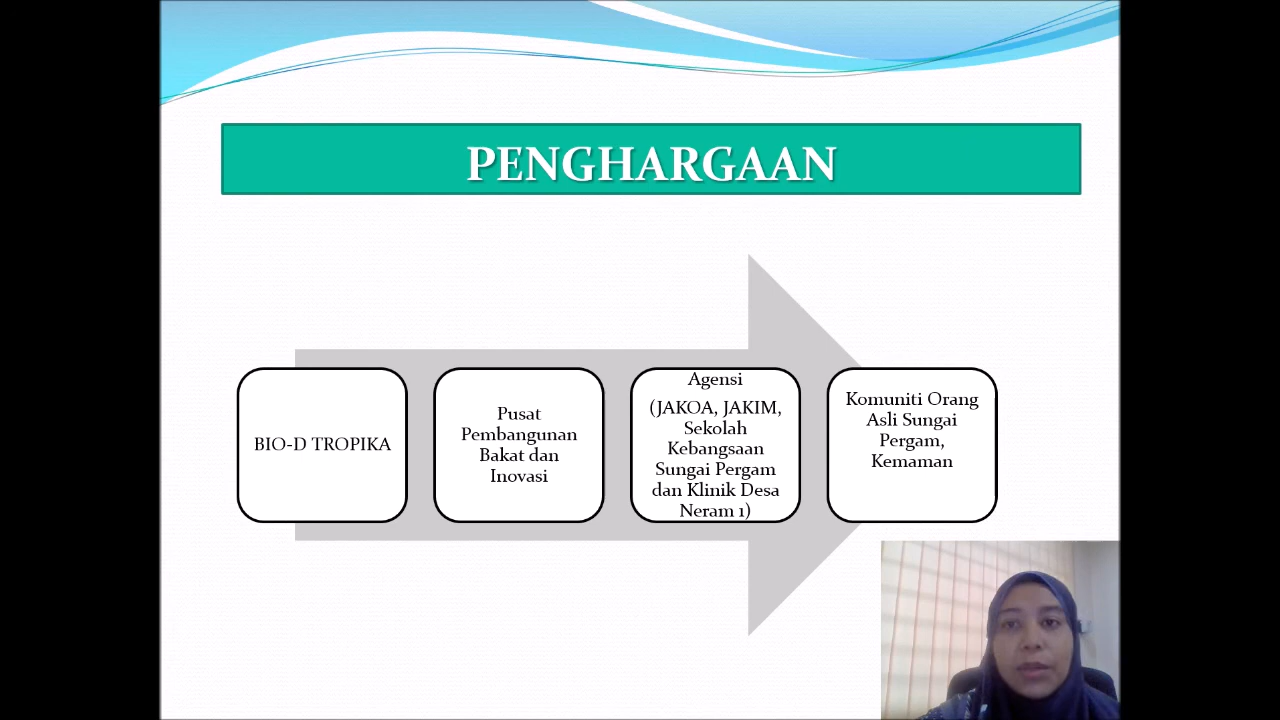 PENGHARGAAN
BIO-D TROPIKA
Pusat
Pembangunan
Bakat dan
Inovasi
Agensi
(JAKOA, JAKIM,
Sekolah
Kebangsaan
Sungai Pergam
dan Klinik Desa
Neram 1)
Komuniti Orang
Asli Sungai
Pergam,
Kemaman